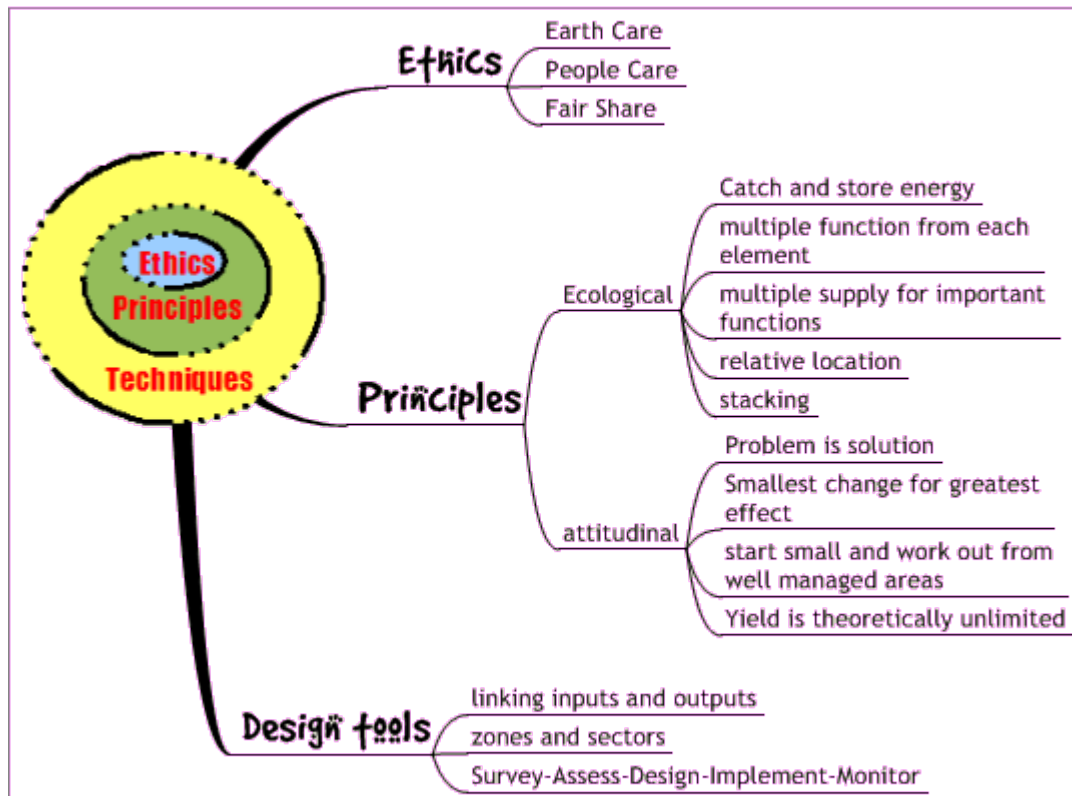 Ethics
Earth Care
People Care
Fair Share
Ethics
Principles
Techniques
Principles
Ecological
Catch and store energy
multiple function from each
element
multiple supply for important
functions
relative location
stacking
attitudinal
Problem is solution
Smallest change for greatest
effect
start small and work out from
well managed areas
Yield is theoretically unlimited
Design tools
linking inputs and outputs
zones and sectors
Survey-Assess-Design-Implement-Monitor